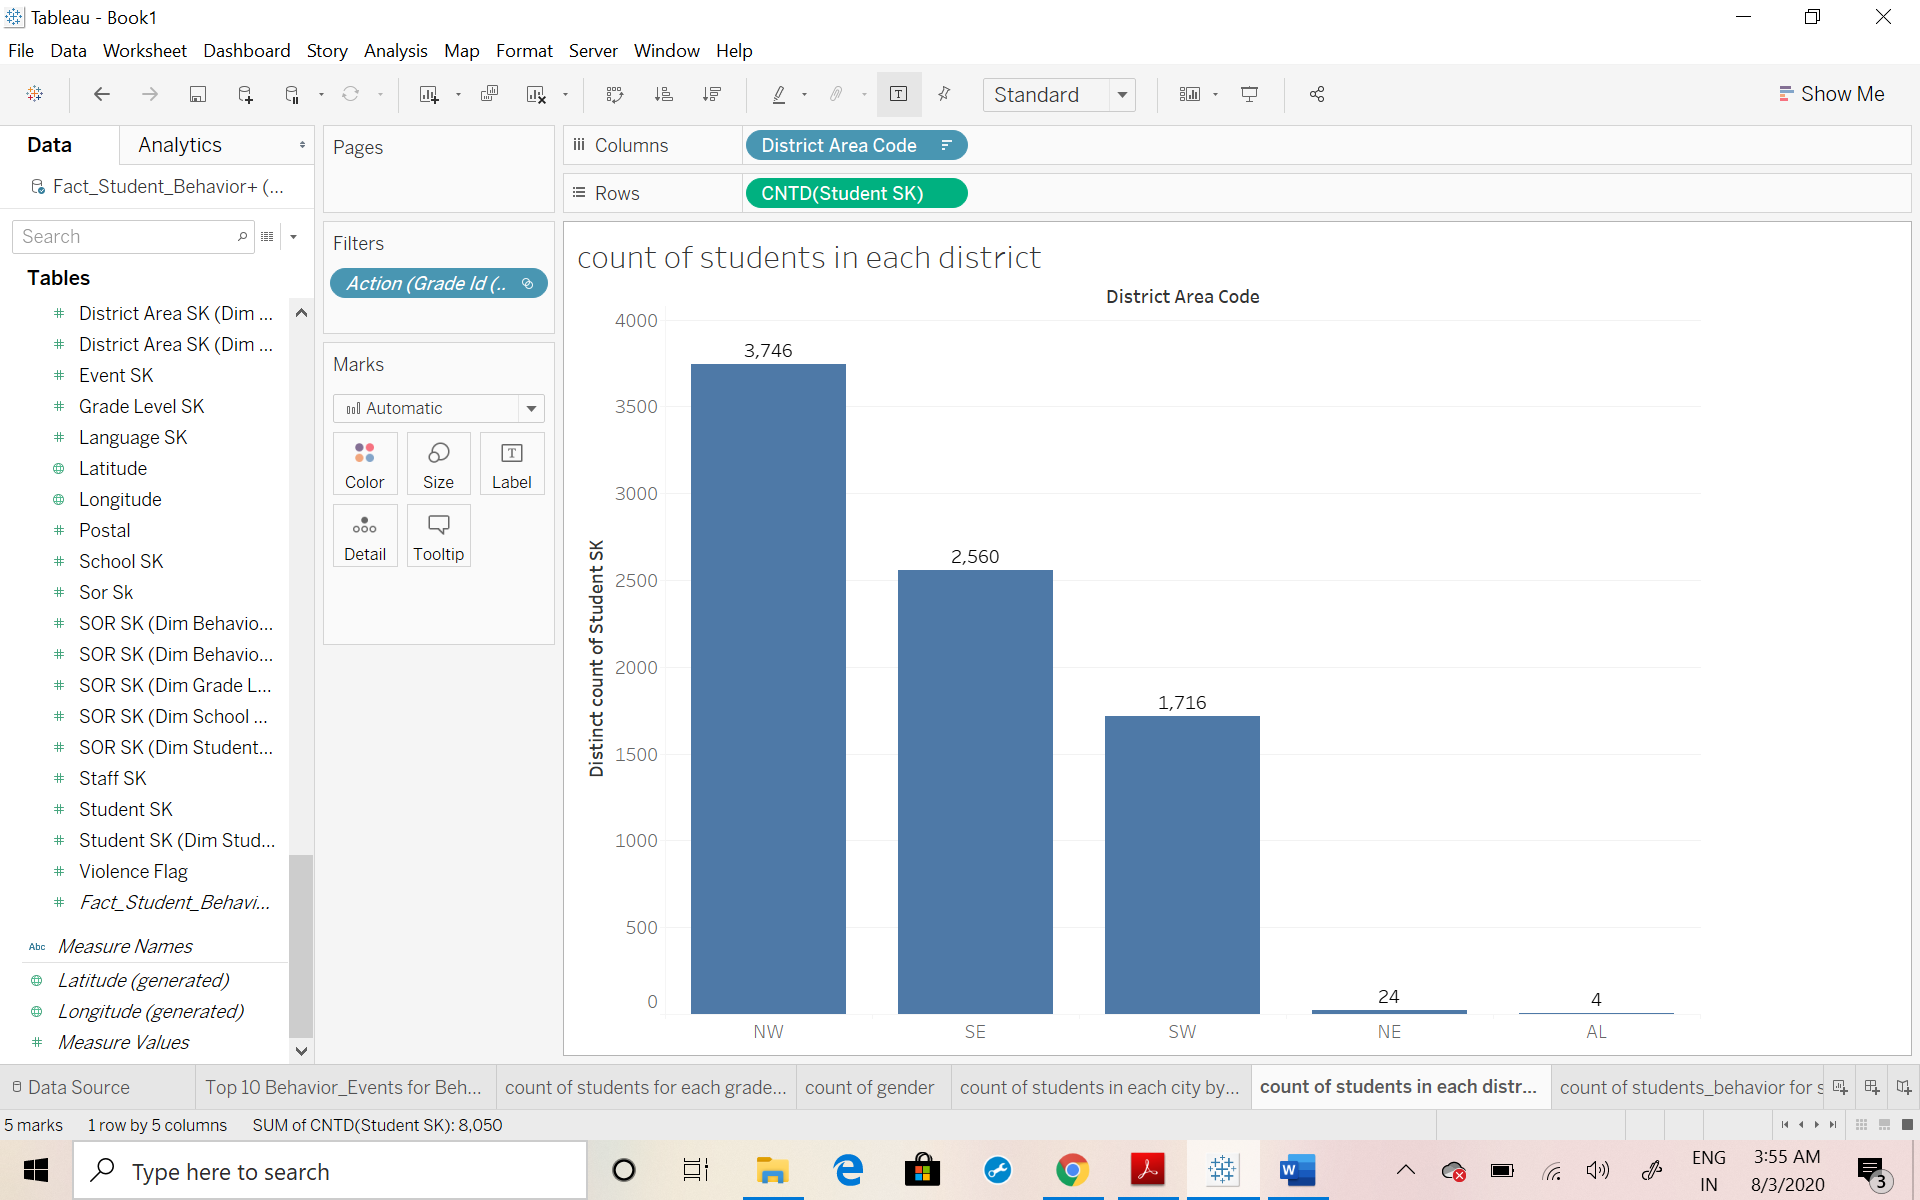 Tableau - Book1
File Data Worksheet Dashboard Story Analysis Map Format Server Window Help
Standard
Show Me
Data
Analytics
Fact_Student_Behavior+ (...
Search
Tables
District Area SK (Dim ...
District Area SK (Dim ...
Event SK
Grade Level SK
Language SK
Latitude
Longitude
Postal
School SK
Sor Sk
SOR SK (Dim Behavio...
SOR SK (Dim Behavio...
SOR SK (Dim Grade L...
SOR SK (Dim School ...
SOR SK (Dim Student...
Staff SK
Student SK
Student SK (Dim Stud...
Violence Flag
Fact_Student_Behavi...
Abc Measure Names
Latitude (generated)
Longitude (generated)
Measure Values
Pages
Filters
Action (Grade Id (..
Marks
Automatic
Color
Size
Label
Detail
Tooltip
Columns
District Area Code
Rows
CNTD(Student SK)
count of students in each district
District Area Code
Distinct count of Student SK
4000
3500
3000
2500
2000
1500
1000
500
0
3,746
2,560
1,716
24
4
NW
SE
SW
NE
AL
Data Source
Top 10 Behavior_Events for Beh...
count of students for each grade...
count of gender
count of students in each city by...
count of students in each distr...
count of students_behavior for s
5 marks
1 row by 5 columns
SUM of CNTD(Student SK): 8,050
Type here to search
ENG
IN
3:55 AM
8/3/2020
3